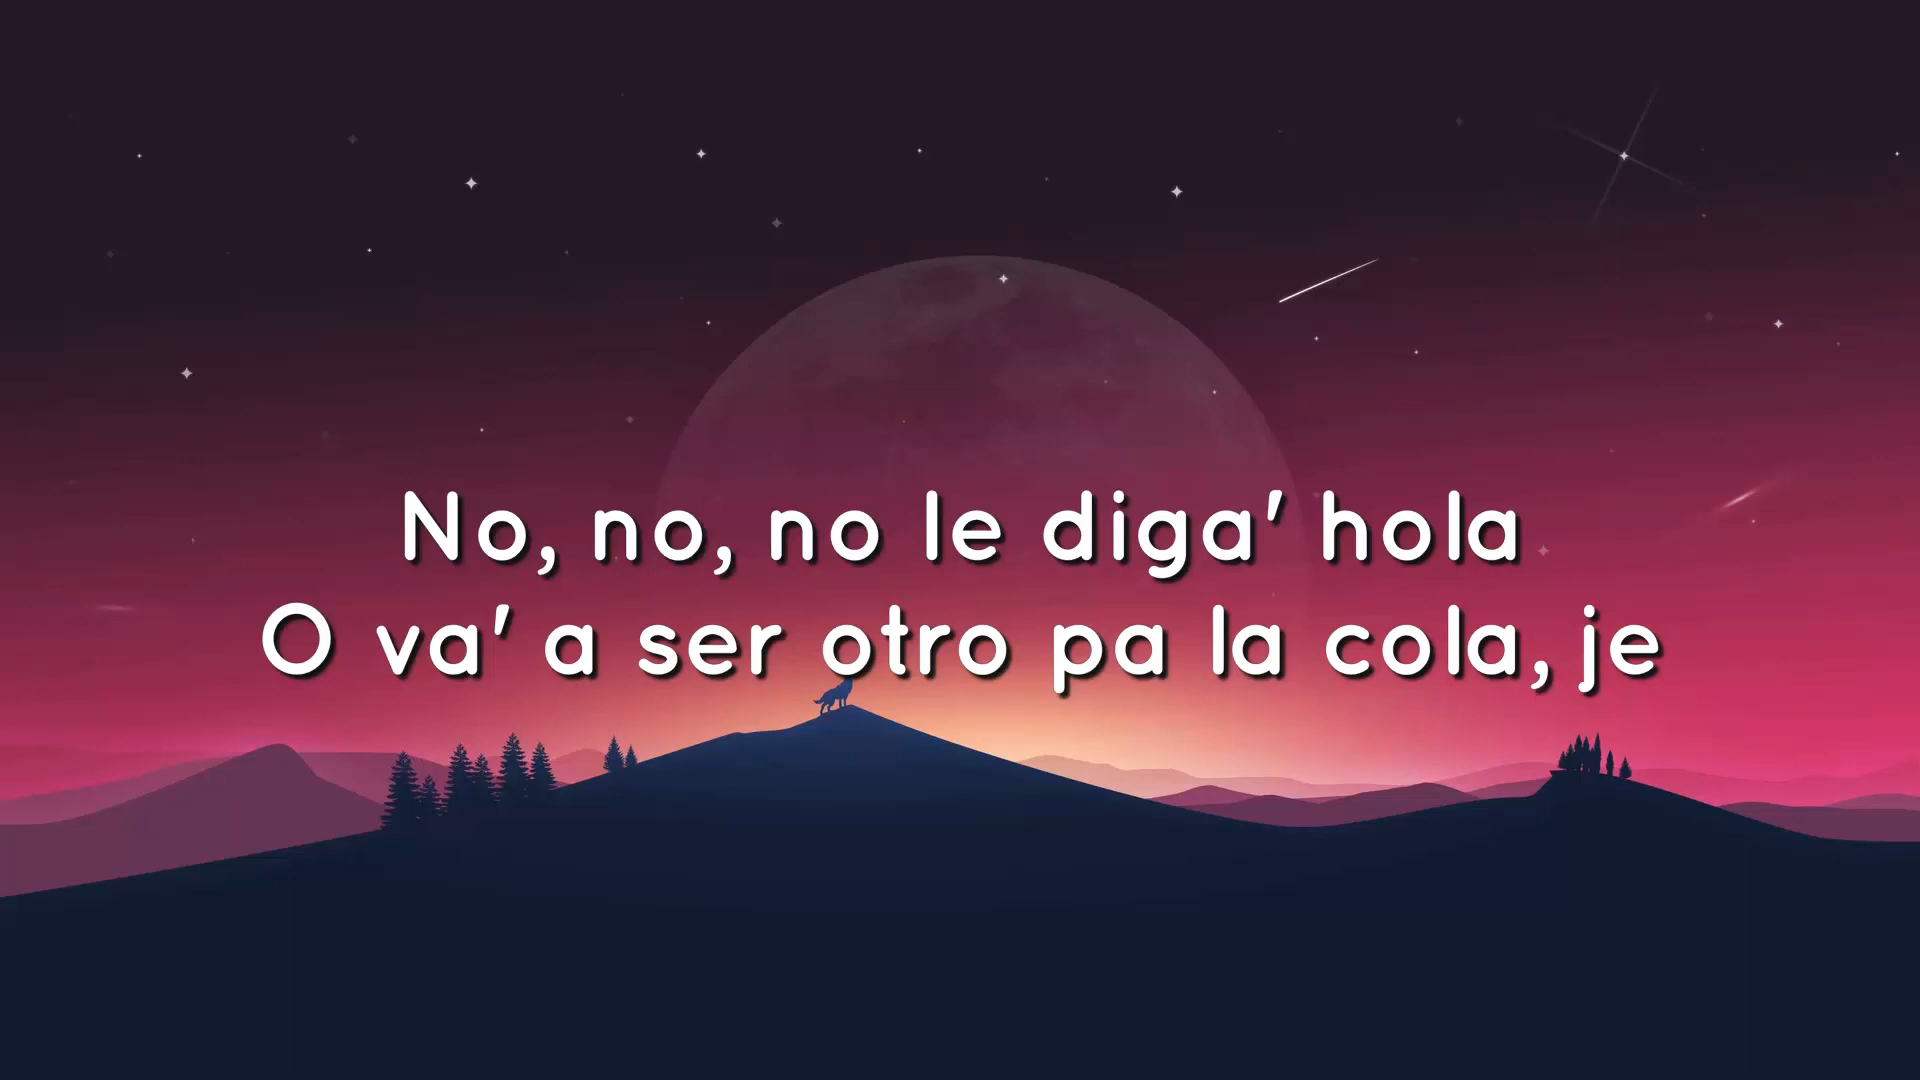 No, no, no le diga' hola
O va' a ser otro pa la cola, je